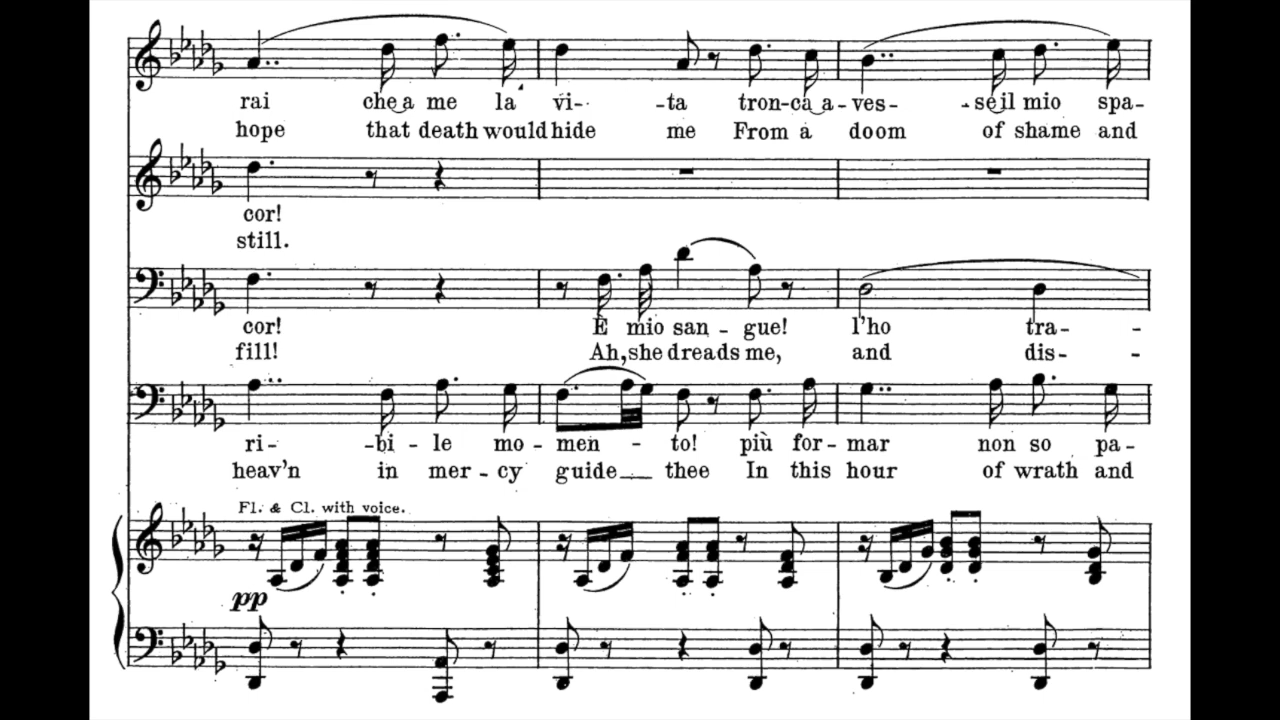 rai che a me la vi- -ta tron-ca a-ves- -se il mio spa-
hope that death would hide me From a doom of shame and
cor!
still.
cor! È mio san-gue! l'ho tra-
fill! Ah, she dreads me, and dis-
ri- -bi-le mo-men-to! più for-mar non so pa-
heav'n in mer-cy guide thee In this hour of wrath and
Fl. & Cl. with voice.
pp